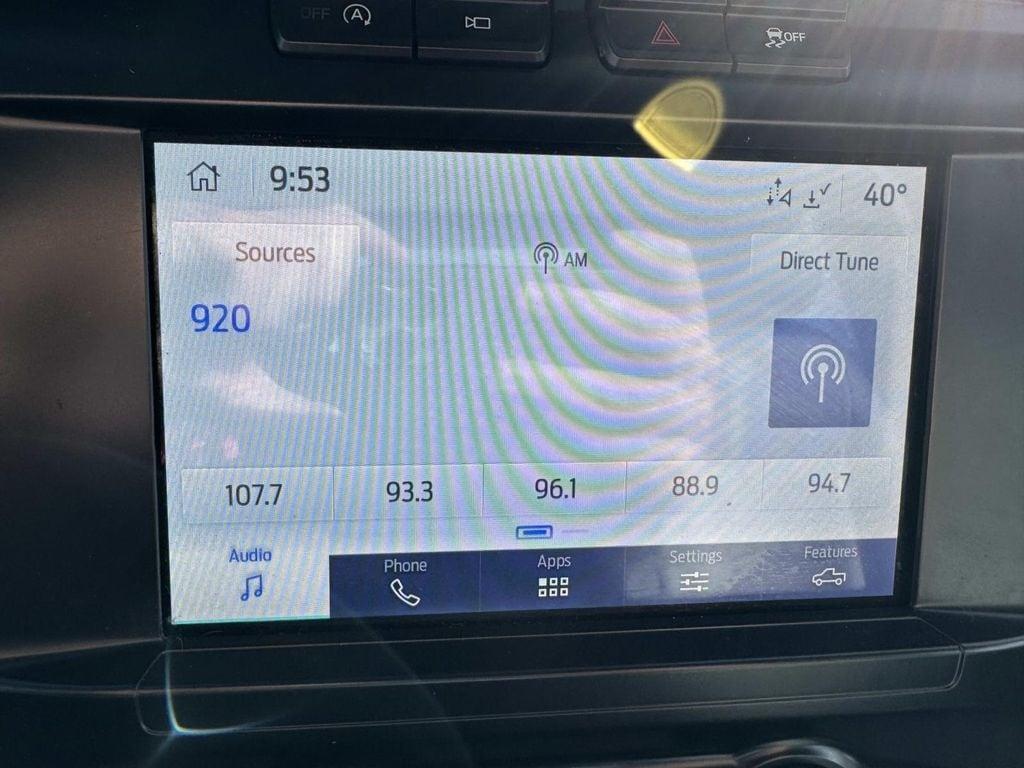 OFF A
OFF
9:53
40°
Sources
AM
Direct Tune
920
107.7
93.3
96.1
88.9
94.7
Audio
Phone
Apps
Settings
Features